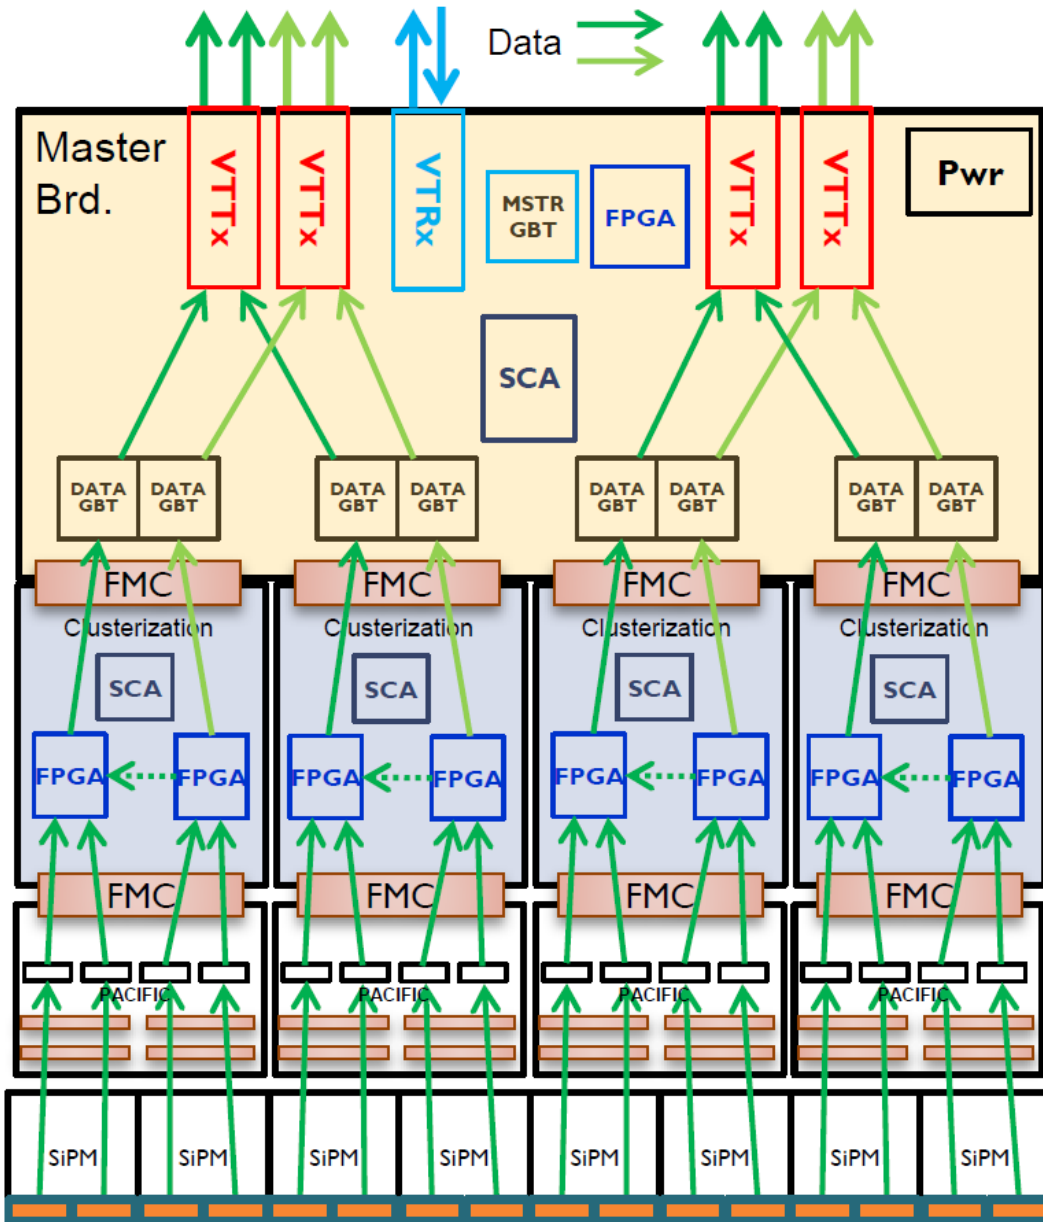 Data
Master
Brd.
VTTx
VTTx
VTRx
MSTR
GBT
FPGA
VTTx
VTTx
Pwr
SCA
DATA
GBT
DATA
GBT
DATA
GBT
DATA
GBT
DATA
GBT
DATA
GBT
DATA
GBT
DATA
GBT
FMC
FMC
FMC
FMC
Clusterization
Clusterization
Clusterization
Clusterization
SCA
SCA
SCA
SCA
FPGA
FPGA
FPGA
FPGA
FPGA
FPGA
FPGA
FPGA
FMC
FMC
FMC
FMC
PACIFIC
PACIFIC
PACIFIC
PACIFIC
SiPM
SiPM
SiPM
SiPM
SiPM
SiPM
SiPM
SiPM